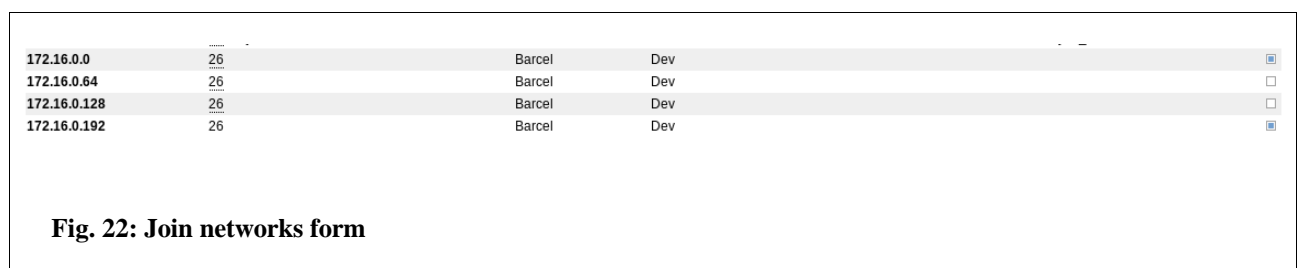 172.16.0.0 26 Barcel Dev
172.16.0.64 26 Barcel Dev
172.16.0.128 26 Barcel Dev
172.16.0.192 26 Barcel Dev
Fig. 22: Join networks form